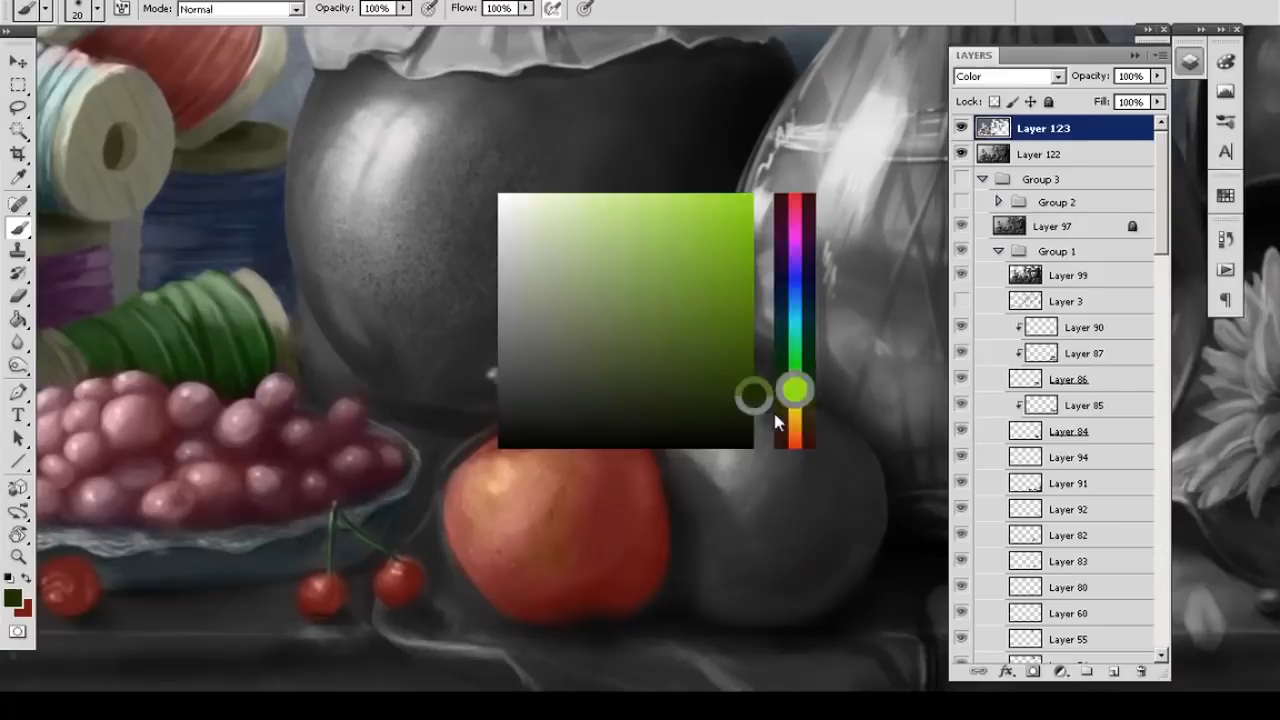 20
Mode: Normal
Opacity: 100%
Flow: 100%
LAYERS
Color
Opacity: 100%
Lock:
Fill: 100%
Layer 123
Layer 122
Group 3
Group 2
Layer 97
Group 1
Layer 99
Layer 3
Layer 90
Layer 87
Layer 86
Layer 85
Layer 84
Layer 94
Layer 91
Layer 92
Layer 82
Layer 83
Layer 80
Layer 60
Layer 55